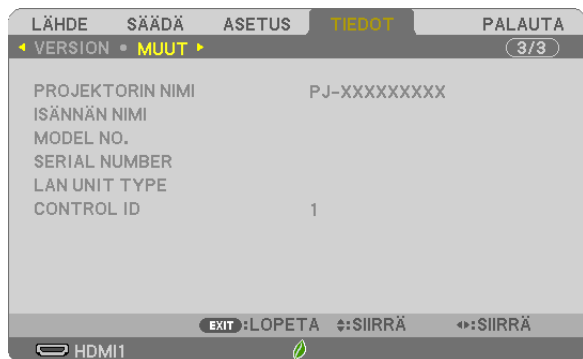 LÄHDE SÄÄDÄ ASETUS TIEDOT PALAUTA
VERSION • MUUT 3/3
PROJEKTORIN NIMI PJ-XXXXXXXXX
ISÄNNÄN NIMI
MODEL NO.
SERIAL NUMBER
LAN UNIT TYPE
CONTROL ID 1
EXIT :LOPETA :SIIRRÄ :SIIRRÄ
HDMI1